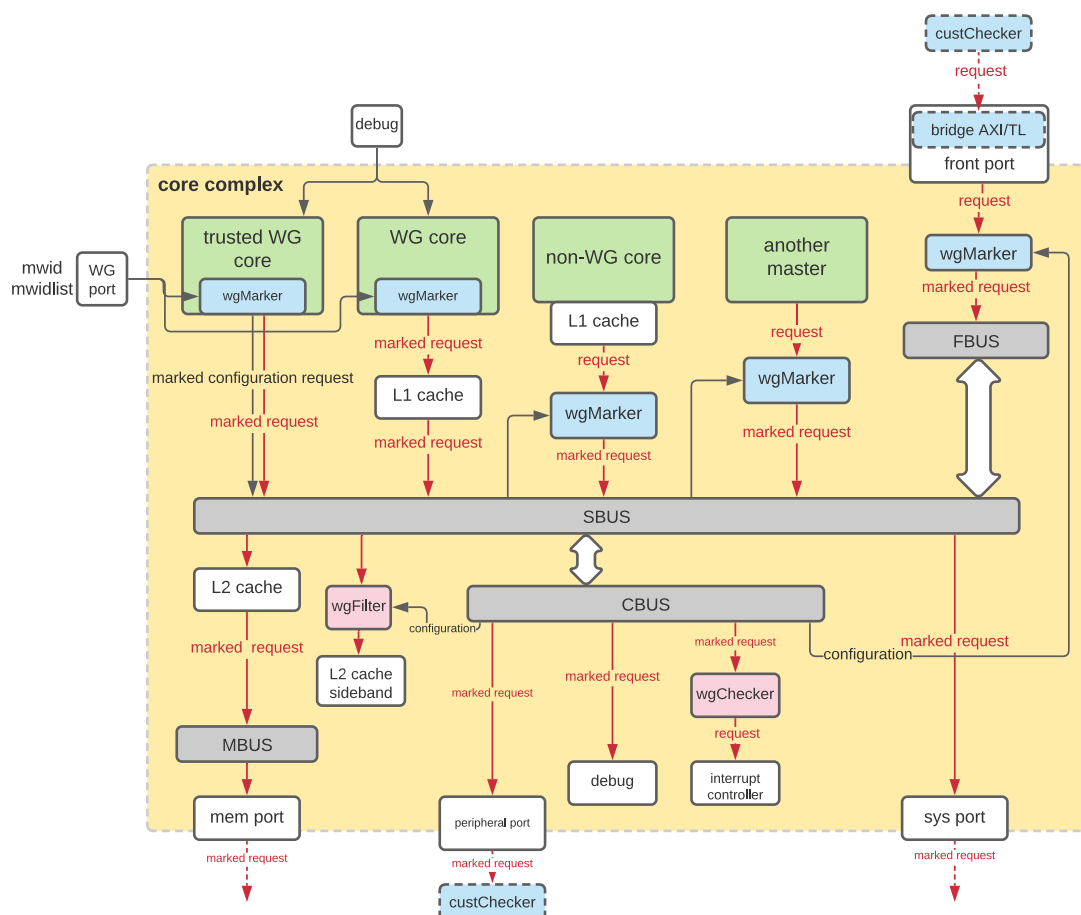 custChecker
request
bridge AXI/TL
front port
debug
core complex
request
trusted WG
core
WG core
non-WG core
another
master
wgMarker
mwid
mwidlist
WG
port
wgMarker
wgMarker
marked request
L1 cache
request
FBUS
marked request
request
wgMarker
marked configuration request
L1 cache
wgMarker
marked request
marked request
marked request
marked request
SBUS
L2 cache
wgFilter
CBUS
configuration
marked request
marked request
marked request
configuration
L2 cache
sideband
marked request
marked request
wgChecker
MBUS
request
debug
interrupt
controller
mem port
peripheral port
sys port
marked request
marked request
marked request
custChecker